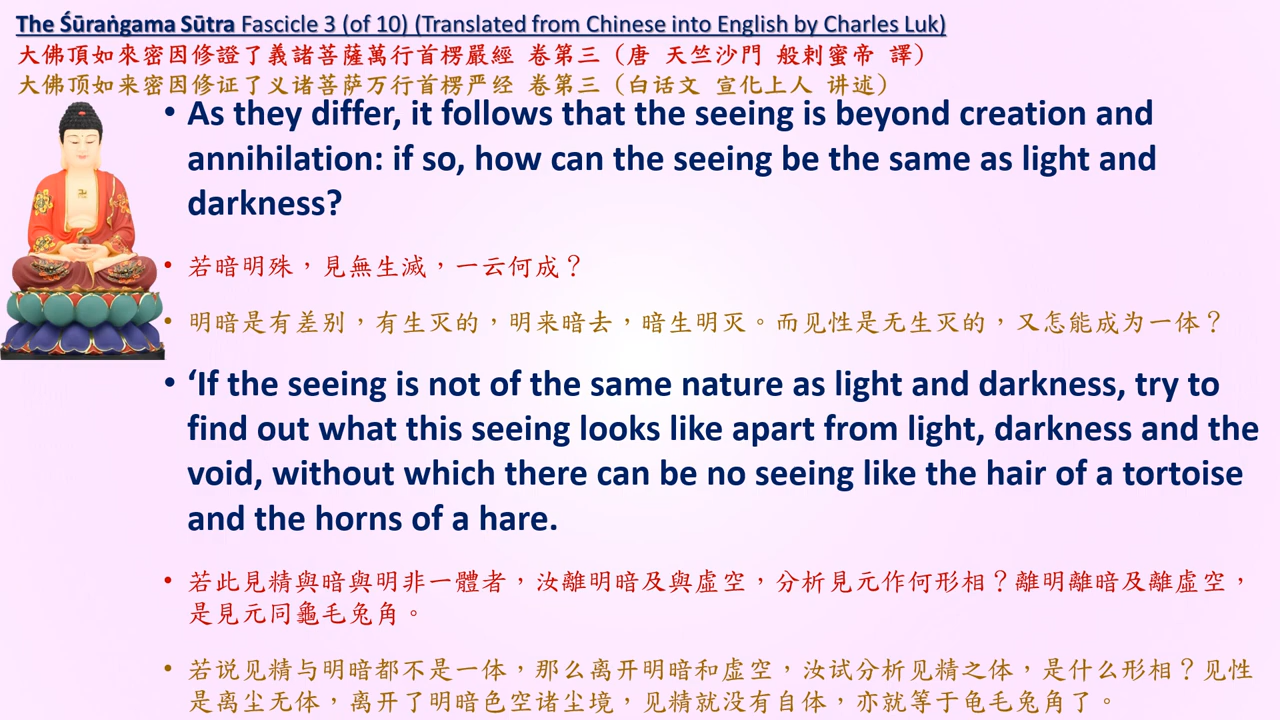 The Śūraṅgama Sūtra Fascicle 3 (of 10) (Translated from Chinese into English by Charles Luk)
大佛頂如來密因修證了義諸菩薩萬行首楞嚴經 卷第三（唐 天竺沙門 般剌蜜帝 譯）
大佛顶如来密因修证了义诸菩萨万行首楞严经 卷第三（白话文 宣化上人 讲述）
• As they differ, it follows that the seeing is beyond creation and
annihilation: if so, how can the seeing be the same as light and
darkness?
• 若暗明殊，見無生滅，一云何成？
• 明暗是有差别，有生灭的，明来暗去，暗生明灭。而见性是无生灭的，又怎能成为一体？
• ‘If the seeing is not of the same nature as light and darkness, try to
find out what this seeing looks like apart from light, darkness and the
void, without which there can be no seeing like the hair of a tortoise
and the horns of a hare.
• 若此見精與暗與明非一體者，汝離明暗及與虛空，分析見元作何形相？離明離暗及離虛空，
是見元同龜毛兔角。
• 若说见精与明暗都不是一体，那么离开明暗和虚空，汝试分析见精之体，是什么形相？见性
是离尘无体，离开了明暗色空诸尘境，见精就没有自体，亦就等于龟毛兔角了。